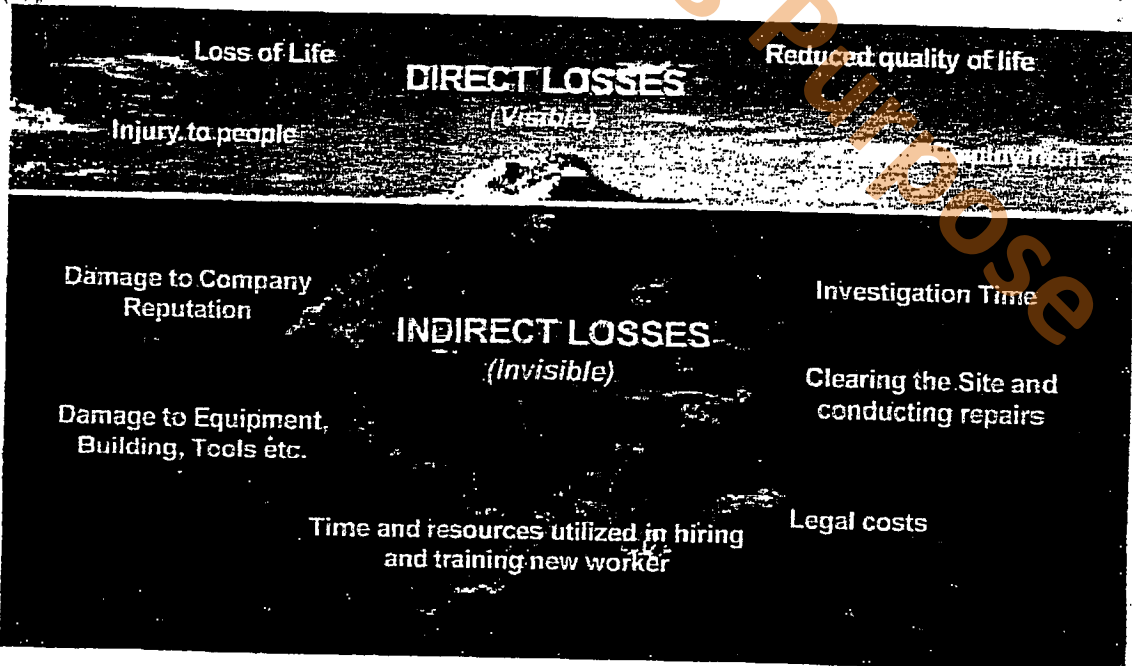 Loss of Life
Reduced quality of life
DIRECT LOSSES
(Visible)
Injury to people
Purpose
Damage to Company
Reputation
Investigation Time
INDIRECT LOSSES
(Invisible)
Clearing the Site and
conducting repairs
Damage to Equipment,
Building, Tools etc.
Legal costs
Time and resources utilized in hiring
and training new worker